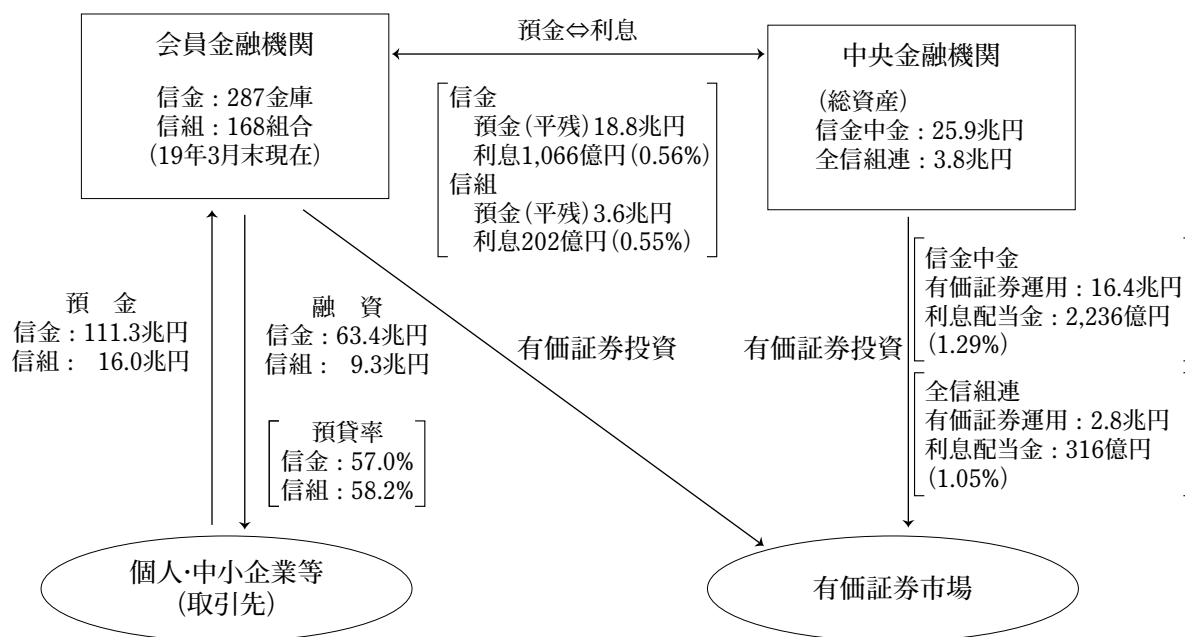 会員金融機関
信金：287金庫
信組：168組合
(19年3月末現在)
預金⇔利息
信金
預金(平残)18.8兆円
利息1,066億円(0.56%)
信組
預金(平残)3.6兆円
利息202億円(0.55%)
中央金融機関
(総資産)
信金中金：25.9兆円
全信組連：3.8兆円
預　金
信金：111.3兆円
信組：　16.0兆円
融　資
信金：63.4兆円
信組：　9.3兆円
預貸率
信金：57.0%
信組：58.2%
有価証券投資
有価証券投資
信金中金
有価証券運用：16.4兆円
利息配当金：2,236億円
(1.29%)
全信組連
有価証券運用：2.8兆円
利息配当金：316億円
(1.05%)
個人･中小企業等
(取引先)
有価証券市場